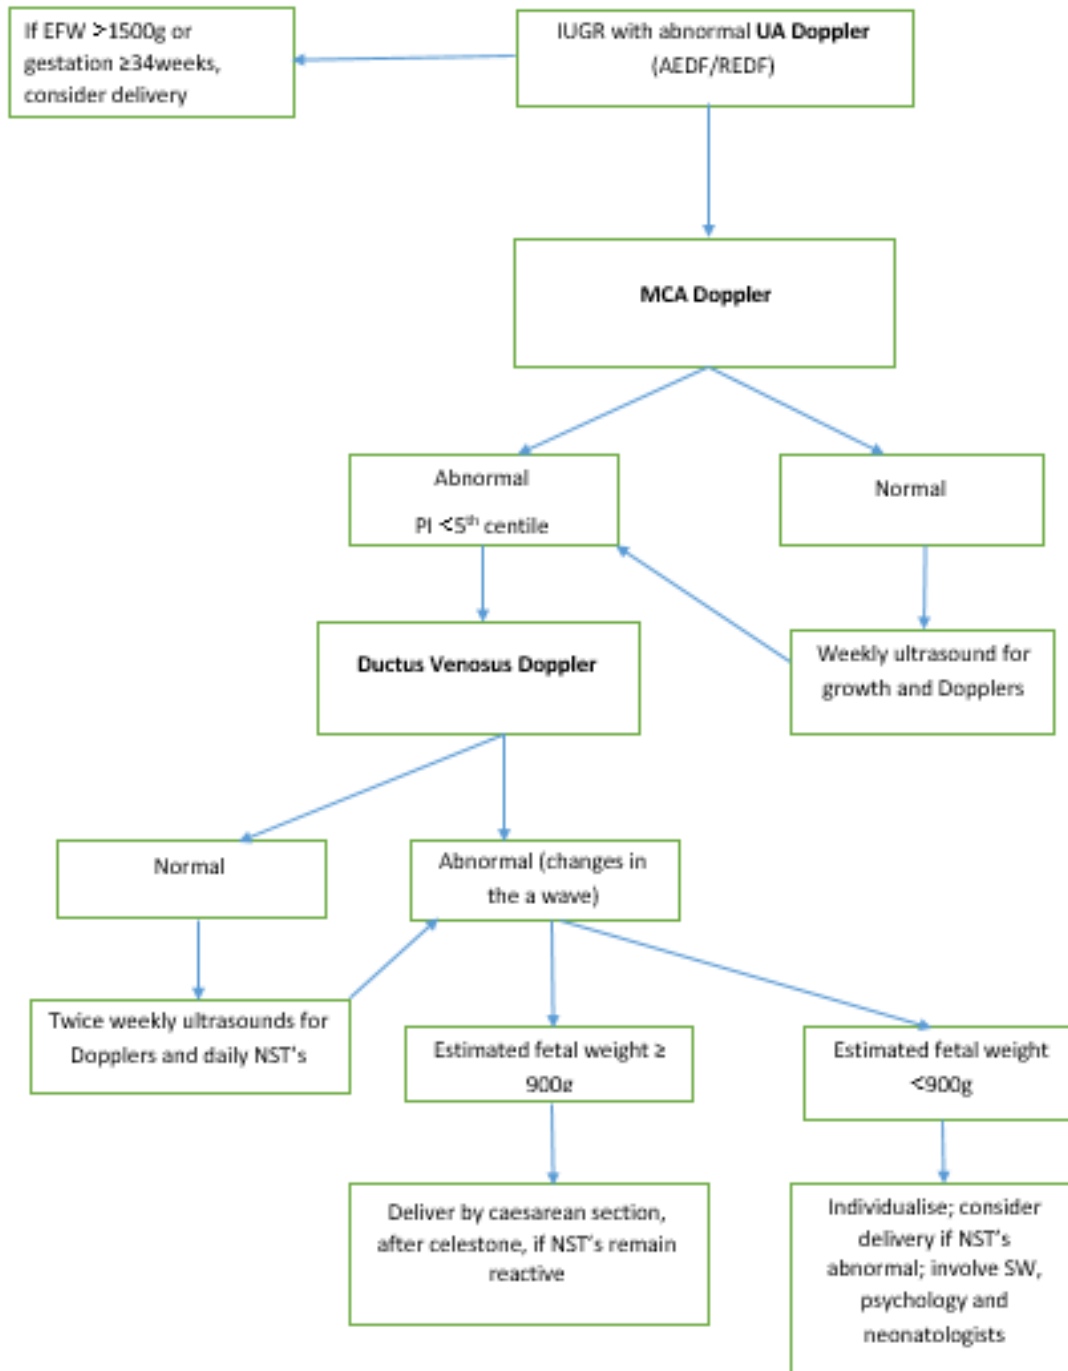 If EFW >1500g or
gestation ≥34weeks,
consider delivery
IUGR with abnormal UA Doppler
(AEDF/REDF)
MCA Doppler
Abnormal
PI <5th centile
Normal
Ductus Venosus Doppler
Weekly ultrasound for
growth and Dopplers
Normal
Abnormal (changes in
the a wave)
Twice weekly ultrasounds for
Dopplers and daily NST's
Estimated fetal weight ≥
900g
Estimated fetal weight
<900g
Deliver by caesarean section,
after celestone, if NST's remain
reactive
Individualise; consider
delivery if NST's
abnormal; involve SW,
psychology and
neonatologists